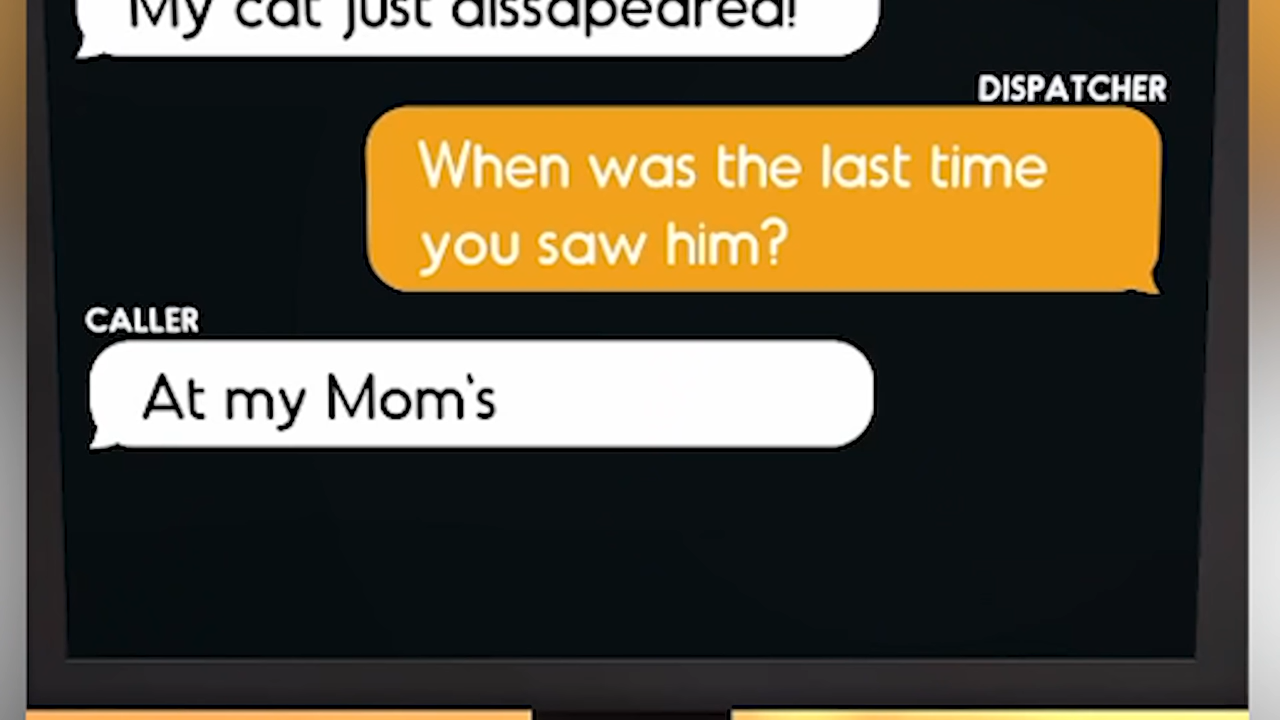 My cat just dissapeared!
DISPATCHER
When was the last time
you saw him?
CALLER
At my Mom's